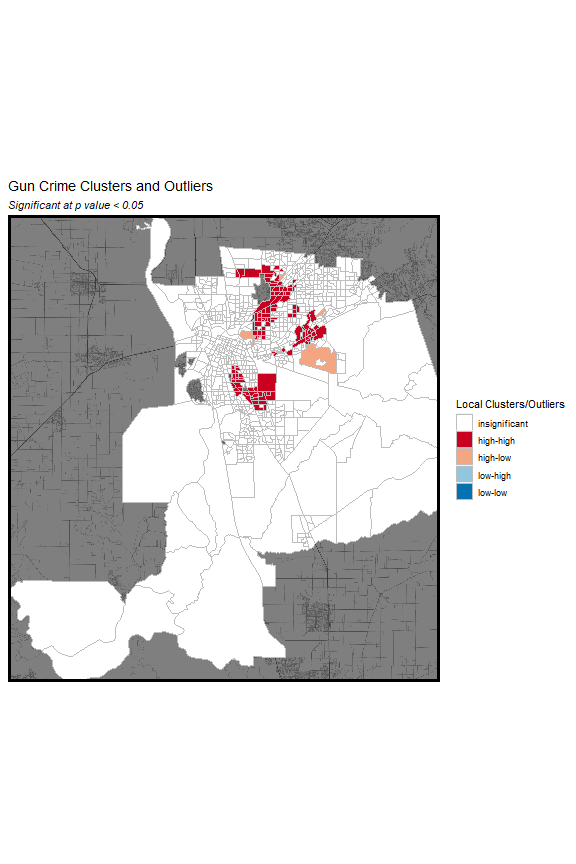 Gun Crime Clusters and Outliers
Significant at p value < 0.05
Local Clusters/Outliers
insignificant
high-high
high-low
low-high
low-low